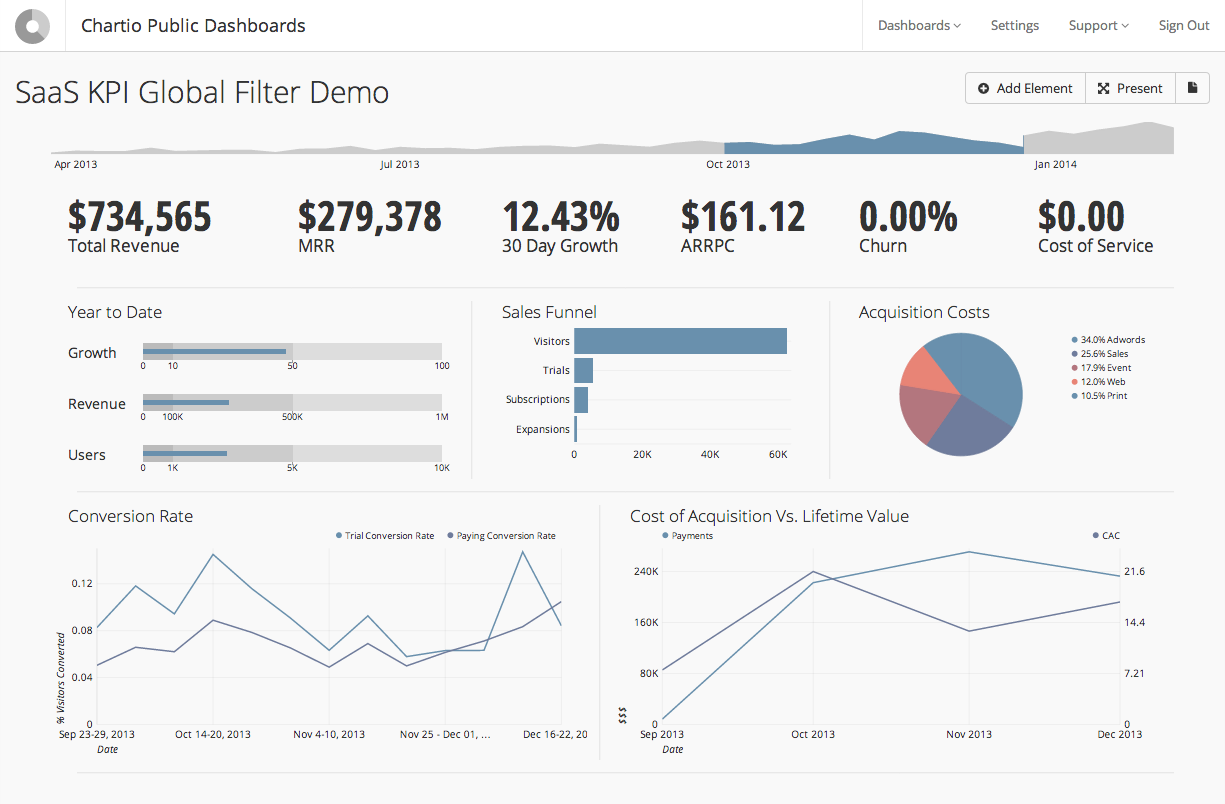 Chartio Public Dashboards
Dashboards
Settings
Support
Sign Out
SaaS KPI Global Filter Demo
Add Element
Present
Apr 2013
Jul 2013
Oct 2013
Jan 2014
$734,565
Total Revenue
$279,378
MRR
12.43%
30 Day Growth
$161.12
ARRPC
0.00%
Churn
$0.00
Cost of Service
Year to Date
Growth
0 10 50 100
Revenue
0 100K 500K 1M
Users
0 1K 5K 10K
Sales Funnel
Visitors
Trials
Subscriptions
Expansions
0 20K 40K 60K
Acquisition Costs
34.0% Adwords
25.6% Sales
17.9% Event
12.0% Web
10.5% Print
Conversion Rate
Trial Conversion Rate
Paying Conversion Rate
% Visitors Converted
0.12
0.08
0.04
0
Sep 23-29, 2013
Oct 14-20, 2013
Nov 4-10, 2013
Nov 25 - Dec 01, ...
Dec 16-22, 20
Date
Cost of Acquisition Vs. Lifetime Value
Payments
CAC
$$$
240K
160K
80K
0
21.6
14.4
7.21
0
Sep 2013
Oct 2013
Nov 2013
Dec 2013
Date